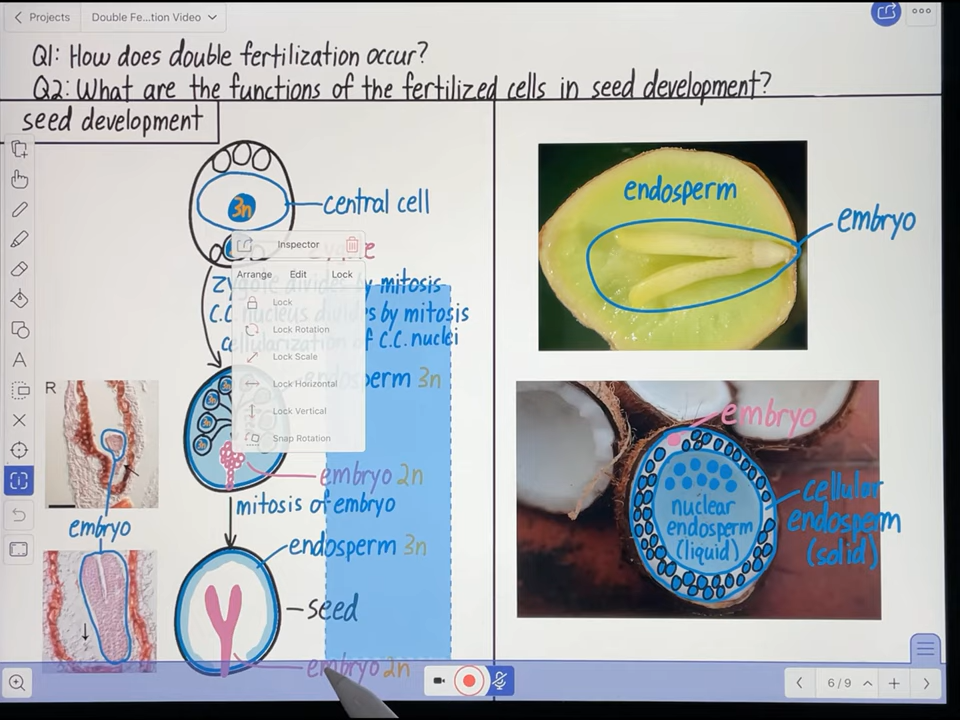 Projects
Double Fe...tion Video
Q1: How does double fertilization occur?
Q2: What are the functions of the fertilized cells in seed development?
seed development
3n
central cell
Inspector
Arrange
Edit
Lock
Lock
Lock Rotation
Lock Scale
Lock Horizontal
Lock Vertical
Snap Rotation
zygote divides by mitosis
C.C. nucleus divides by mitosis
cellularization of C.C. nuclei
endosperm 3n
embryo 2n
mitosis of embryo
endosperm 3n
seed
embryo 2n
R
embryo
endosperm
embryo
embryo
nuclear
endosperm
(liquid)
cellular
endosperm
(solid)
6/9